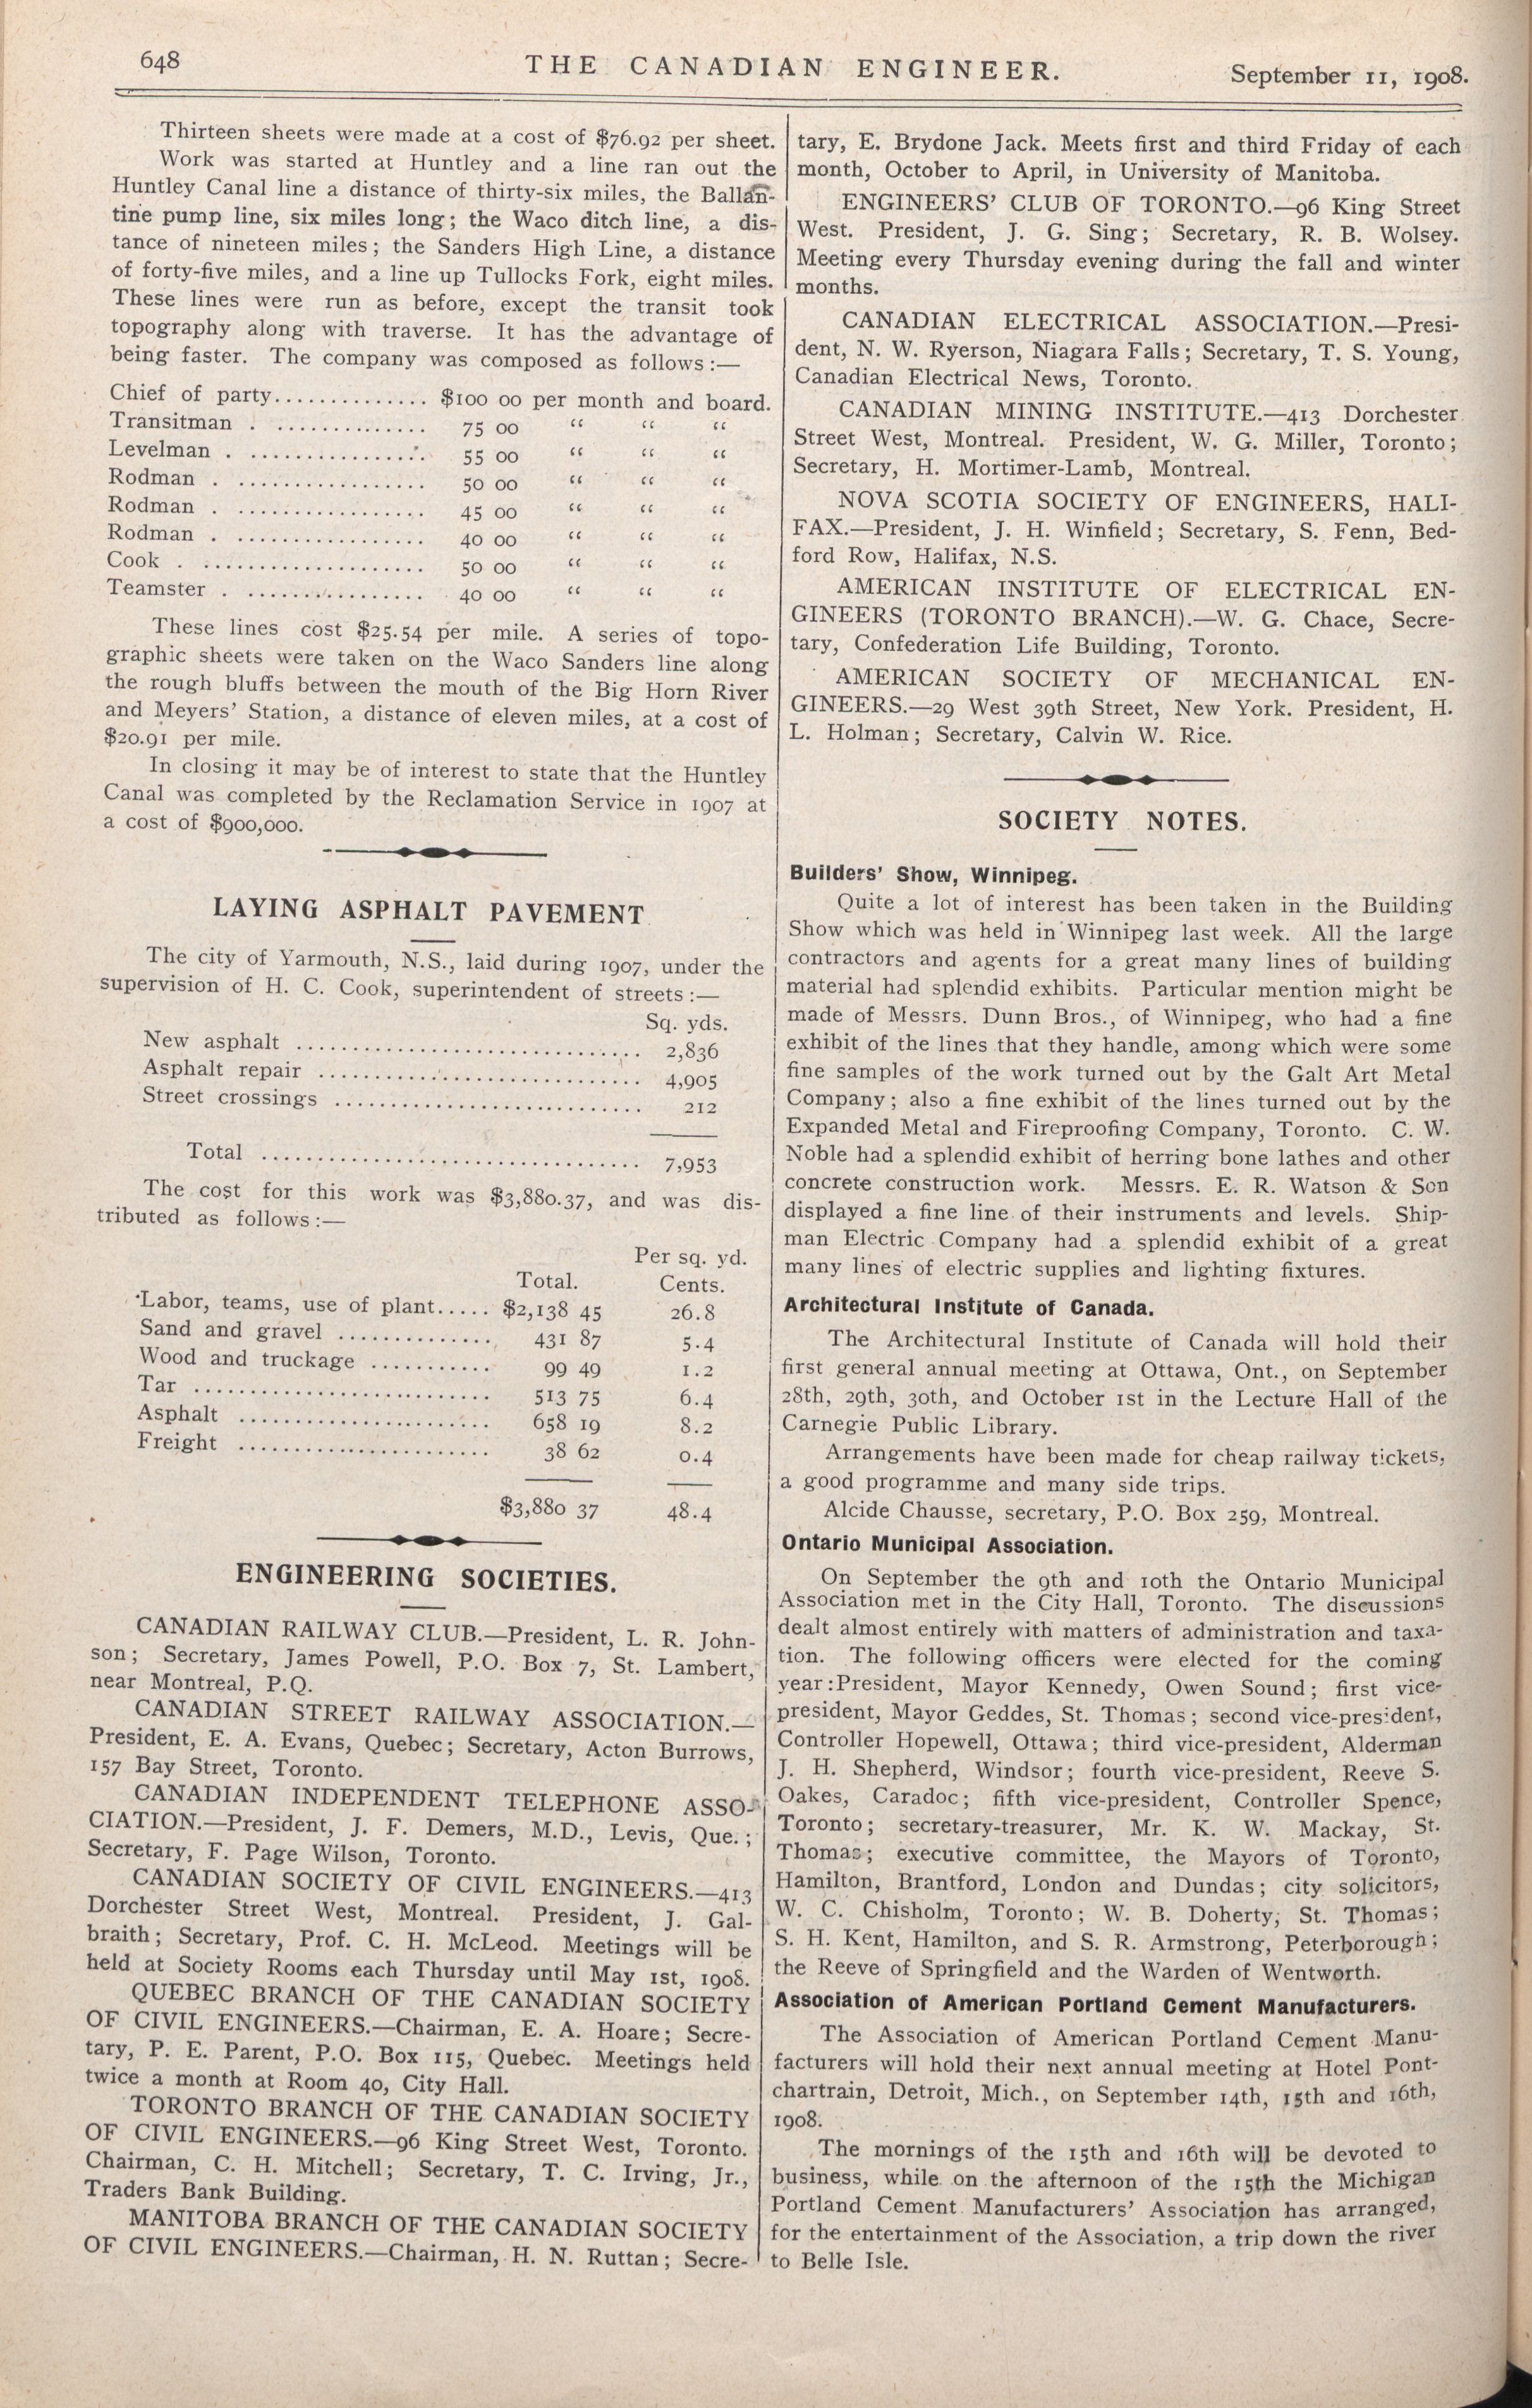 648
THE CANADIAN ENGINEER.
September 11, 1908.
Thirteen sheets were made at a cost of $76.92 per sheet.
Work was started at Huntley and a line ran out the
Huntley Canal line a distance of thirty-six miles, the Ballan-
tine pump line, six miles long; the Waco ditch line, a dis-
tance of nineteen miles; the Sanders High Line, a distance
of forty-five miles, and a line up Tullocks Fork, eight miles.
These lines were run as before, except the transit took
topography along with traverse. It has the advantage of
being faster. The company was composed as follows:—
Chief of party.............. $100 00 per month and board.
Transitman . .............. 75 00 “ “ “
Levelman . ................ 55 00 “ “ “
Rodman . ................. 50 00 “ “ “
Rodman . ................. 45 00 “ “ “
Rodman . ................. 40 00 “ “ “
Cook . .................... 50 00 “ “ “
Teamster . ................ 40 00 “ “ “
These lines cost $25.54 per mile. A series of topo-
graphic sheets were taken on the Waco Sanders line along
the rough bluffs between the mouth of the Big Horn River
and Meyers' Station, a distance of eleven miles, at a cost of
$20.91 per mile.
In closing it may be of interest to state that the Huntley
Canal was completed by the Reclamation Service in 1907 at
a cost of $900,000.
LAYING ASPHALT PAVEMENT
The city of Yarmouth, N.S., laid during 1907, under the
supervision of H. C. Cook, superintendent of streets:—
Sq. yds.
New asphalt ................................ 2,836
Asphalt repair .............................. 4,905
Street crossings ............................ 212
Total .................................. 7,953
The cost for this work was $3,880.37, and was dis-
tributed as follows:—
Per sq. yd.
Total. Cents.
Labor, teams, use of plant..... $2,138 45 26.8
Sand and gravel .............. 431 87 5.4
Wood and truckage ........... 99 49 1.2
Tar ........................... 513 75 6.4
Asphalt ....................... 658 19 8.2
Freight ....................... 38 62 0.4
$3,880 37 48.4
ENGINEERING SOCIETIES.
CANADIAN RAILWAY CLUB.—President, L. R. John-
son; Secretary, James Powell, P.O. Box 7, St. Lambert,
near Montreal, P.Q.
CANADIAN STREET RAILWAY ASSOCIATION.—
President, E. A. Evans, Quebec; Secretary, Acton Burrows,
157 Bay Street, Toronto.
CANADIAN INDEPENDENT TELEPHONE ASSO-
CIATION.—President, J. F. Demers, M.D., Levis, Que.;
Secretary, F. Page Wilson, Toronto.
CANADIAN SOCIETY OF CIVIL ENGINEERS.—413
Dorchester Street West, Montreal. President, J. Gal-
braith; Secretary, Prof. C. H. McLeod. Meetings will be
held at Society Rooms each Thursday until May 1st, 1908.
QUEBEC BRANCH OF THE CANADIAN SOCIETY
OF CIVIL ENGINEERS.—Chairman, E. A. Hoare; Secre-
tary, P. E. Parent, P.O. Box 115, Quebec. Meetings held
twice a month at Room 40, City Hall.
TORONTO BRANCH OF THE CANADIAN SOCIETY
OF CIVIL ENGINEERS.—96 King Street West, Toronto.
Chairman, C. H. Mitchell; Secretary, T. C. Irving, Jr.,
Traders Bank Building.
MANITOBA BRANCH OF THE CANADIAN SOCIETY
OF CIVIL ENGINEERS.—Chairman, H. N. Ruttan; Secre-
tary, E. Brydone Jack. Meets first and third Friday of each
month, October to April, in University of Manitoba.
ENGINEERS' CLUB OF TORONTO.—96 King Street
West. President, J. G. Sing; Secretary, R. B. Wolsey.
Meeting every Thursday evening during the fall and winter
months.
CANADIAN ELECTRICAL ASSOCIATION.—Presi-
dent, N. W. Ryerson, Niagara Falls; Secretary, T. S. Young,
Canadian Electrical News, Toronto.
CANADIAN MINING INSTITUTE.—413 Dorchester
Street West, Montreal. President, W. G. Miller, Toronto;
Secretary, H. Mortimer-Lamb, Montreal.
NOVA SCOTIA SOCIETY OF ENGINEERS, HALI-
FAX.—President, J. H. Winfield; Secretary, S. Fenn, Bed-
ford Row, Halifax, N.S.
AMERICAN INSTITUTE OF ELECTRICAL EN-
GINEERS (TORONTO BRANCH).—W. G. Chace, Secre-
tary, Confederation Life Building, Toronto.
AMERICAN SOCIETY OF MECHANICAL EN-
GINEERS.—29 West 39th Street, New York. President, H.
L. Holman; Secretary, Calvin W. Rice.
SOCIETY NOTES.
Builders' Show, Winnipeg.
Quite a lot of interest has been taken in the Building
Show which was held in Winnipeg last week. All the large
contractors and agents for a great many lines of building
material had splendid exhibits. Particular mention might be
made of Messrs. Dunn Bros., of Winnipeg, who had a fine
exhibit of the lines that they handle, among which were some
fine samples of the work turned out by the Galt Art Metal
Company; also a fine exhibit of the lines turned out by the
Expanded Metal and Fireproofing Company, Toronto. C. W.
Noble had a splendid exhibit of herring bone lathes and other
concrete construction work. Messrs. E. R. Watson & Son
displayed a fine line of their instruments and levels. Ship-
man Electric Company had a splendid exhibit of a great
many lines of electric supplies and lighting fixtures.
Architectural Institute of Canada.
The Architectural Institute of Canada will hold their
first general annual meeting at Ottawa, Ont., on September
28th, 29th, 30th, and October 1st in the Lecture Hall of the
Carnegie Public Library.
Arrangements have been made for cheap railway tickets,
a good programme and many side trips.
Alcide Chausse, secretary, P.O. Box 259, Montreal.
Ontario Municipal Association.
On September the 9th and 10th the Ontario Municipal
Association met in the City Hall, Toronto. The discussions
dealt almost entirely with matters of administration and taxa-
tion. The following officers were elected for the coming
year:President, Mayor Kennedy, Owen Sound; first vice-
president, Mayor Geddes, St. Thomas; second vice-president,
Controller Hopewell, Ottawa; third vice-president, Alderman
J. H. Shepherd, Windsor; fourth vice-president, Reeve S.
Oakes, Caradoc; fifth vice-president, Controller Spence,
Toronto; secretary-treasurer, Mr. K. W. Mackay, St.
Thomas; executive committee, the Mayors of Toronto,
Hamilton, Brantford, London and Dundas; city solicitors,
W. C. Chisholm, Toronto; W. B. Doherty, St. Thomas;
S. H. Kent, Hamilton, and S. R. Armstrong, Peterborough;
the Reeve of Springfield and the Warden of Wentworth.
Association of American Portland Cement Manufacturers.
The Association of American Portland Cement Manu-
facturers will hold their next annual meeting at Hotel Pont-
chartrain, Detroit, Mich., on September 14th, 15th and 16th,
1908.
The mornings of the 15th and 16th will be devoted to
business, while on the afternoon of the 15th the Michigan
Portland Cement Manufacturers' Association has arranged,
for the entertainment of the Association, a trip down the river
to Belle Isle.